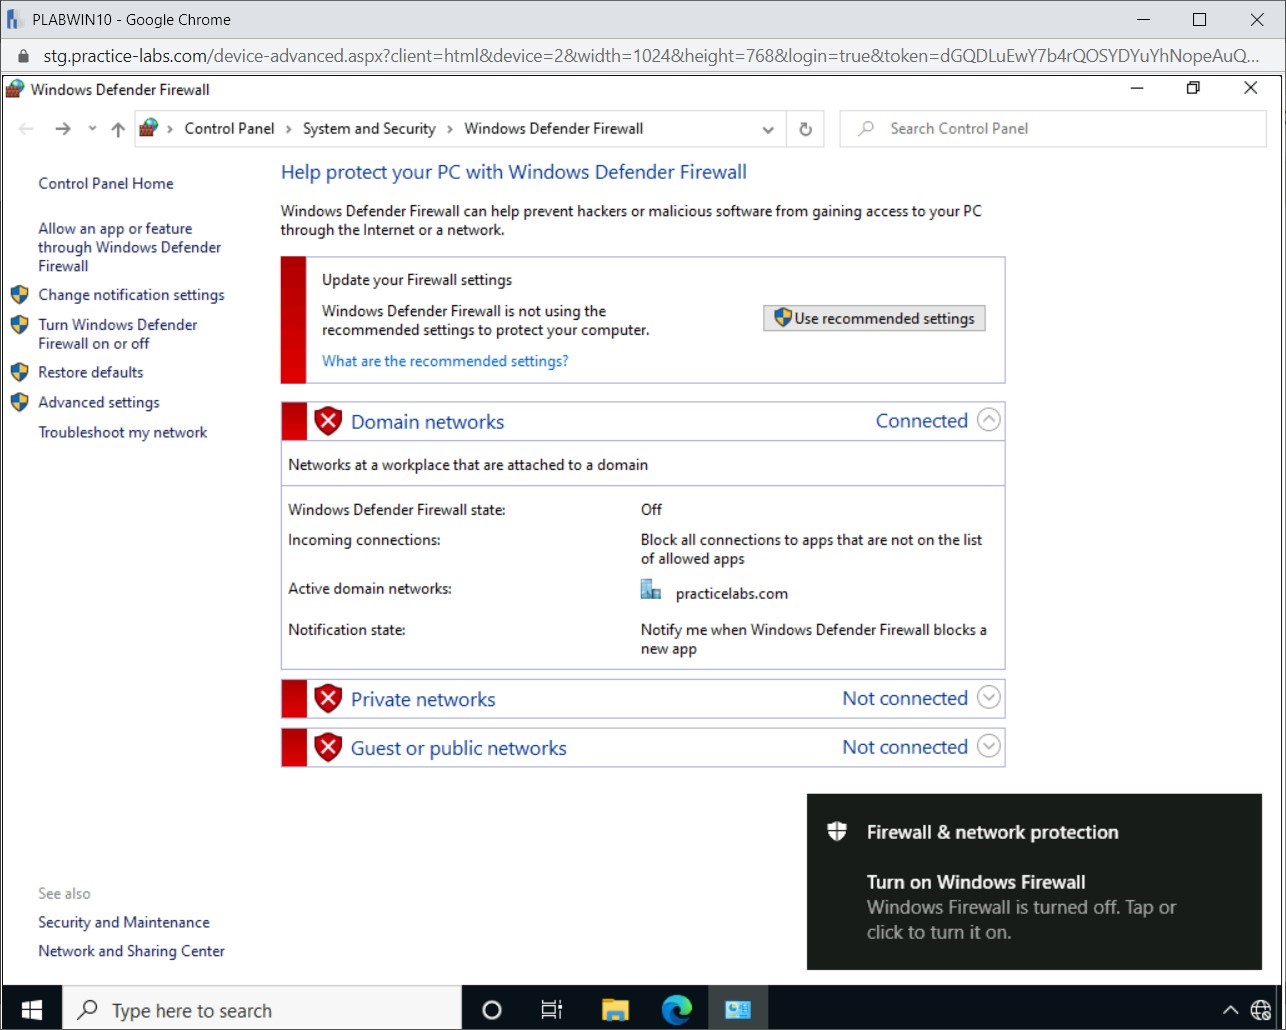 PLABWIN10 - Google Chrome
stg.practice-labs.com/device-advanced.aspx?client=html&device=2&width=1024&height=768&login=true&token=dGQDLuEwY7b4rQOSYDYuYhNopeAuQ...
Windows Defender Firewall
Control Panel > System and Security > Windows Defender Firewall
Search Control Panel
Control Panel Home
Allow an app or feature
through Windows Defender
Firewall
Change notification settings
Turn Windows Defender
Firewall on or off
Restore defaults
Advanced settings
Troubleshoot my network
Help protect your PC with Windows Defender Firewall
Windows Defender Firewall can help prevent hackers or malicious software from gaining access to your PC
through the Internet or a network.
Update your Firewall settings
Windows Defender Firewall is not using the
recommended settings to protect your computer.
Use recommended settings
What are the recommended settings?
Domain networks Connected
Networks at a workplace that are attached to a domain
Windows Defender Firewall state: Off
Incoming connections: Block all connections to apps that are not on the list
of allowed apps
Active domain networks: practicelabs.com
Notification state: Notify me when Windows Defender Firewall blocks a
new app
Private networks Not connected
Guest or public networks Not connected
Firewall & network protection
Turn on Windows Firewall
Windows Firewall is turned off. Tap or
click to turn it on.
See also
Security and Maintenance
Network and Sharing Center
Type here to search